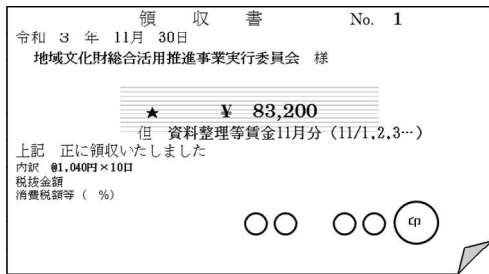 領　収　書　No. 1
令和 3 年 11月 30日
地域文化財総合活用推進事業実行委員会 様
★ ¥ 83,200
但 資料整理等賃金11月分（11/1,2,3…）
上記 正に領収いたしました
内訳 @1,040円×10日
税抜金額
消費税額等（ %）
○○ ○○ 印